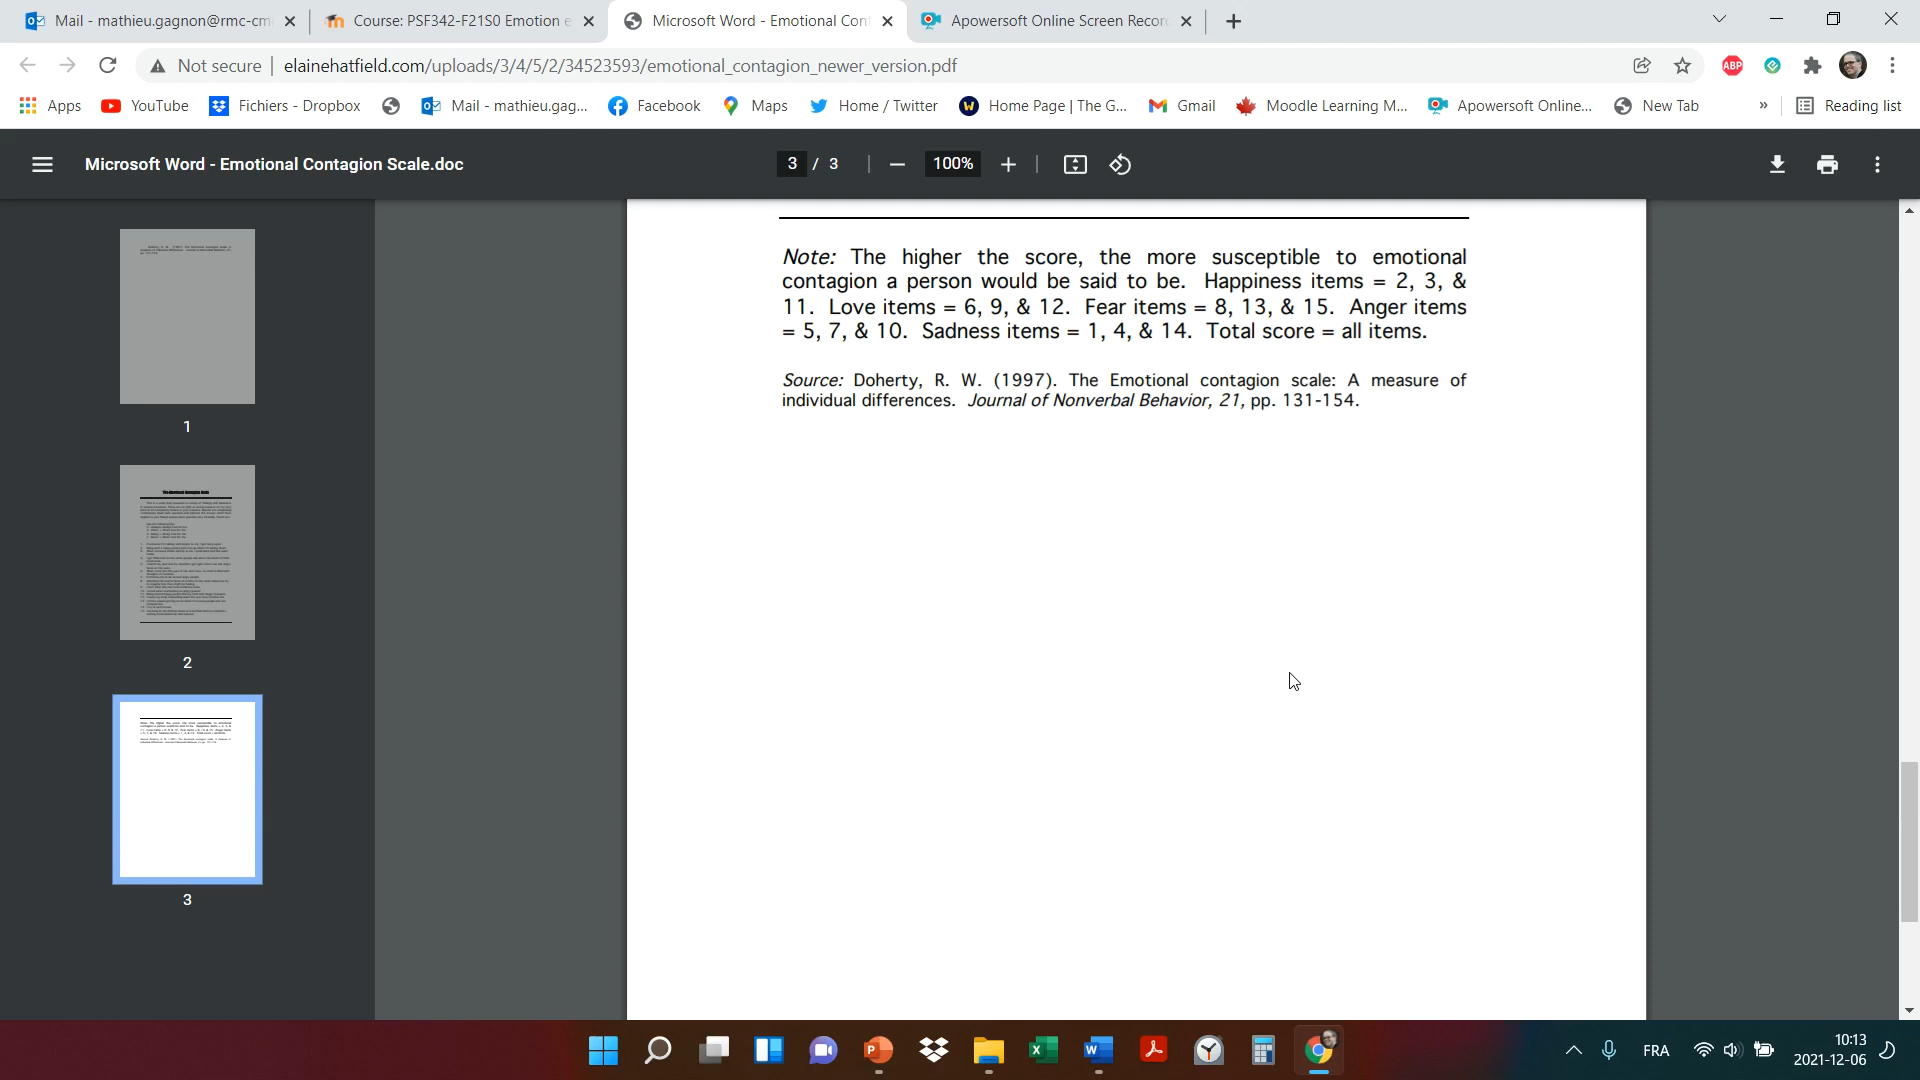 Mail - mathieu.gagnon@rmc-cm
Course: PSF342-F21S0 Emotion e
Microsoft Word - Emotional Con
Apowersoft Online Screen Recor
Not secure | elainehatfield.com/uploads/3/4/5/2/34523593/emotional_contagion_newer_version.pdf
ABP
Apps YouTube Fichiers - Dropbox Mail - mathieu.gag... Facebook Maps Home / Twitter Home Page | The G... Gmail Moodle Learning M... Apowersoft Online... New Tab » Reading list
Microsoft Word - Emotional Contagion Scale.doc 3 / 3 100%
1
2
3
Note: The higher the score, the more susceptible to emotional
contagion a person would be said to be. Happiness items = 2, 3, &
11. Love items = 6, 9, & 12. Fear items = 8, 13, & 15. Anger items
= 5, 7, & 10. Sadness items = 1, 4, & 14. Total score = all items.
Source: Doherty, R. W. (1997). The Emotional contagion scale: A measure of
individual differences. Journal of Nonverbal Behavior, 21, pp. 131-154.
FRA
10:13
2021-12-06